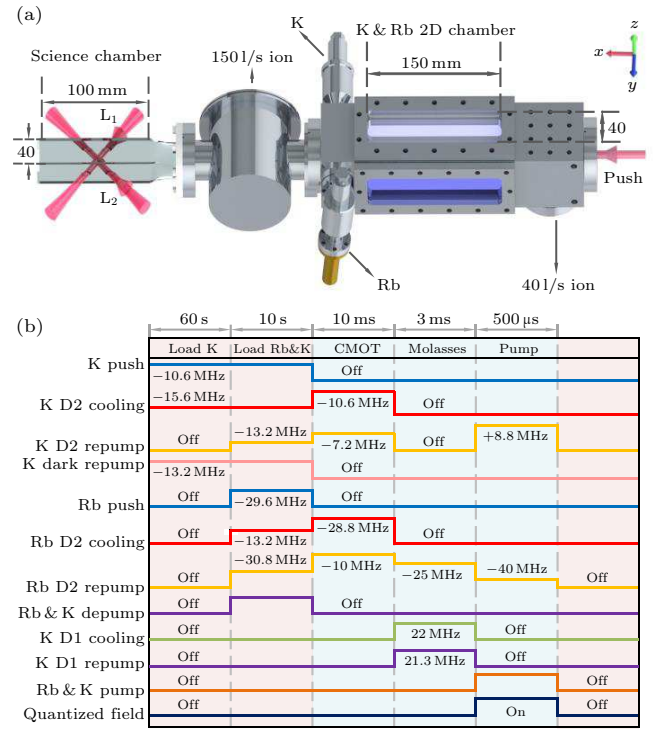 (a)
K
K & Rb 2D chamber
Science chamber
150 l/s ion
z
x
y
100 mm
150 mm
L1
40
40
L2
Push
Rb
40 l/s ion
(b)
60 s 10 s 10 ms 3 ms 500 μs
Load K Load Rb&K CMOT Molasses Pump
K push −10.6 MHz Off
K D2 cooling −15.6 MHz −10.6 MHz Off
K D2 repump Off −13.2 MHz −7.2 MHz Off +8.8 MHz
K dark repump −13.2 MHz Off
Rb push Off −29.6 MHz Off
Rb D2 cooling Off −13.2 MHz −28.8 MHz Off
Rb D2 repump Off −30.8 MHz −10 MHz −25 MHz −40 MHz Off
Rb & K depump Off Off
K D1 cooling Off 22 MHz Off
K D1 repump Off 21.3 MHz Off
Rb & K pump Off Off
Quantized field Off On Off